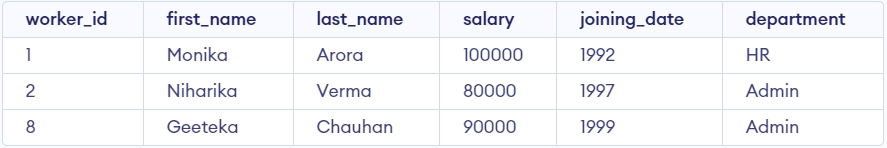 worker_id first_name last_name salary joining_date department
1 Monika Arora 100000 1992 HR
2 Niharika Verma 80000 1997 Admin
8 Geeteka Chauhan 90000 1999 Admin